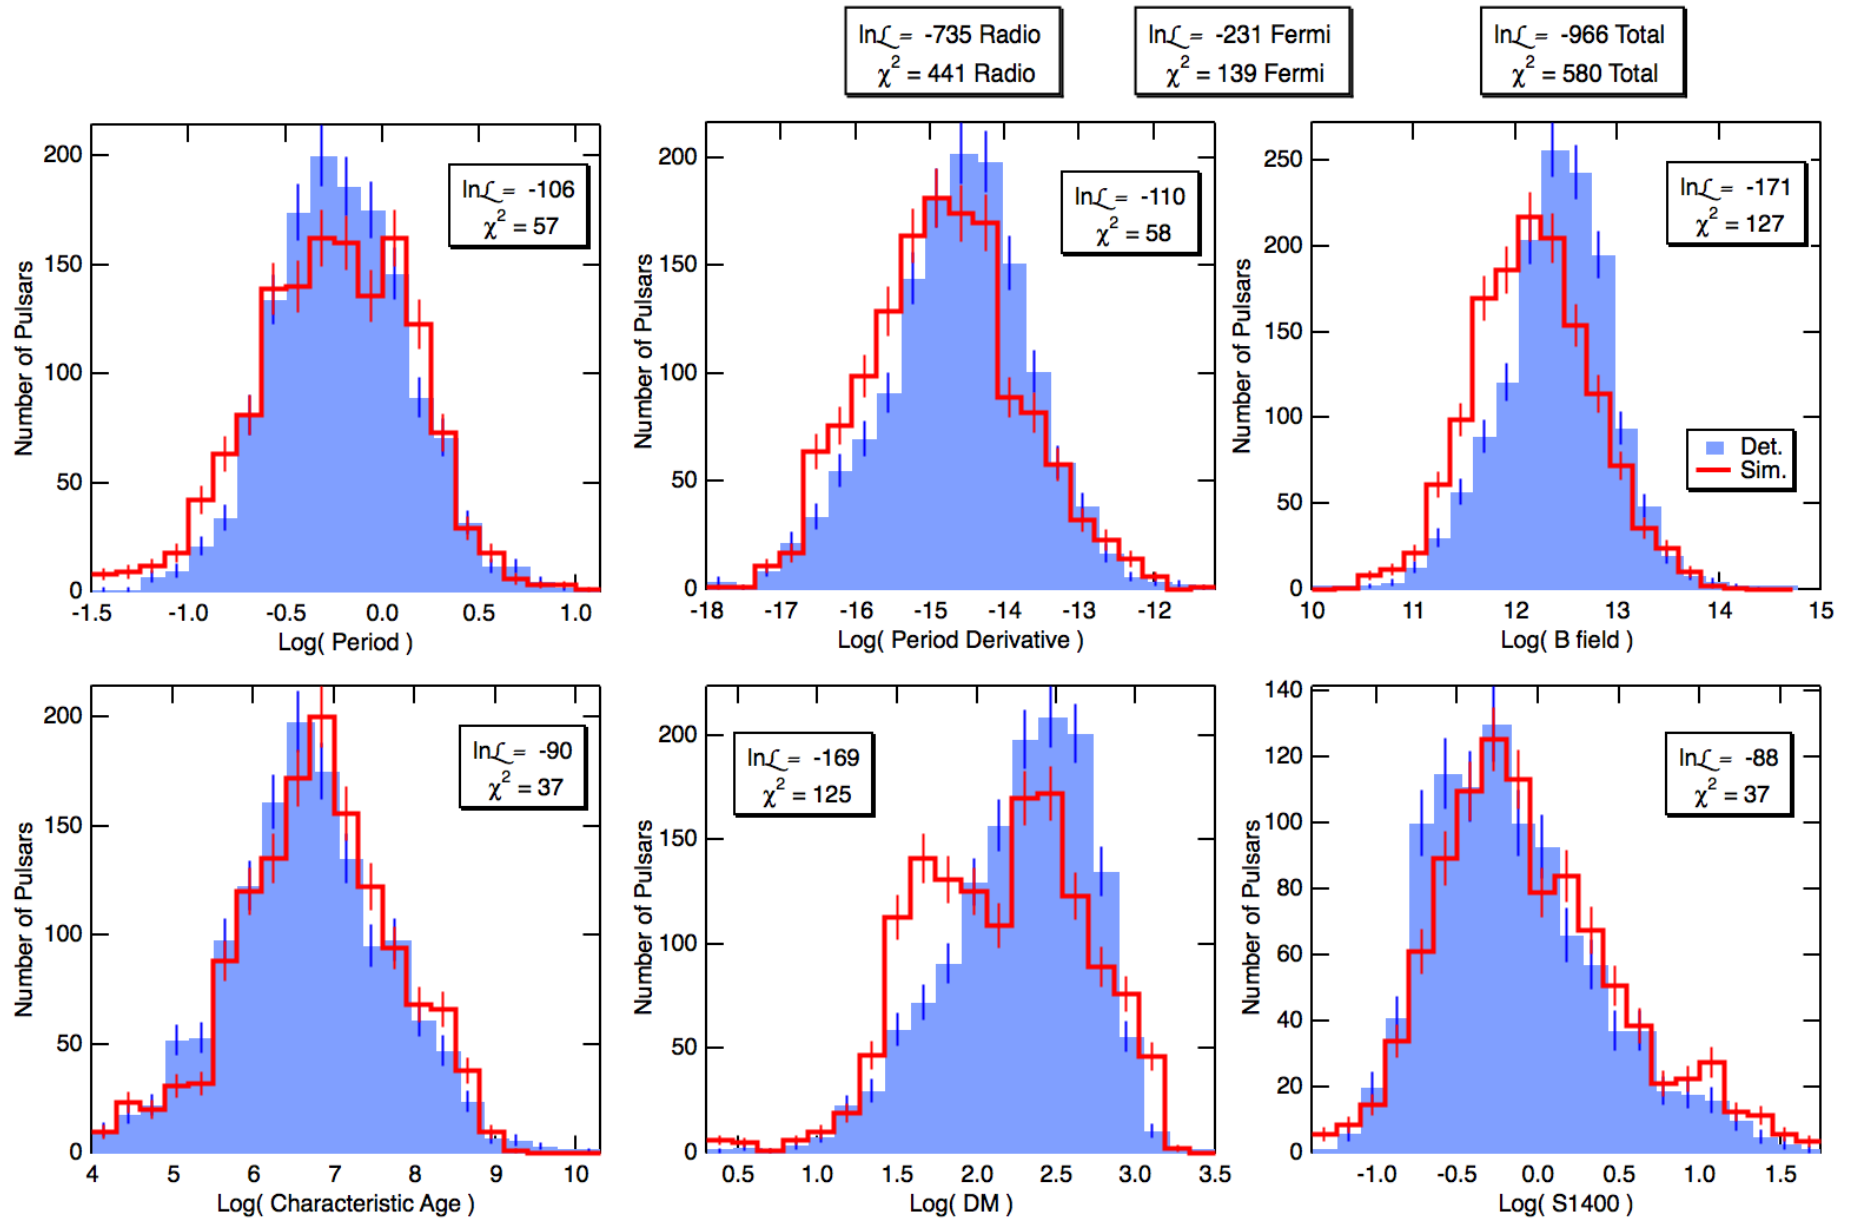 lnℒ= -735 Radio
χ² = 441 Radio
lnℒ= -231 Fermi
χ² = 139 Fermi
lnℒ= -966 Total
χ² = 580 Total
Number of Pulsars
200
150
100
50
0
lnℒ= -106
χ² = 57
-1.5 -1.0 -0.5 0.0 0.5 1.0
Log( Period )
Number of Pulsars
200
150
100
50
0
lnℒ= -110
χ² = 58
-18 -17 -16 -15 -14 -13 -12
Log( Period Derivative )
Number of Pulsars
250
200
150
100
50
0
lnℒ= -171
χ² = 127
Det.
Sim.
10 11 12 13 14 15
Log( B field )
Number of Pulsars
200
150
100
50
0
lnℒ= -90
χ² = 37
4 5 6 7 8 9 10
Log( Characteristic Age )
Number of Pulsars
200
150
100
50
0
lnℒ= -169
χ² = 125
0.5 1.0 1.5 2.0 2.5 3.0 3.5
Log( DM )
Number of Pulsars
140
120
100
80
60
40
20
0
lnℒ= -88
χ² = 37
-1.0 -0.5 0.0 0.5 1.0 1.5
Log( S1400 )